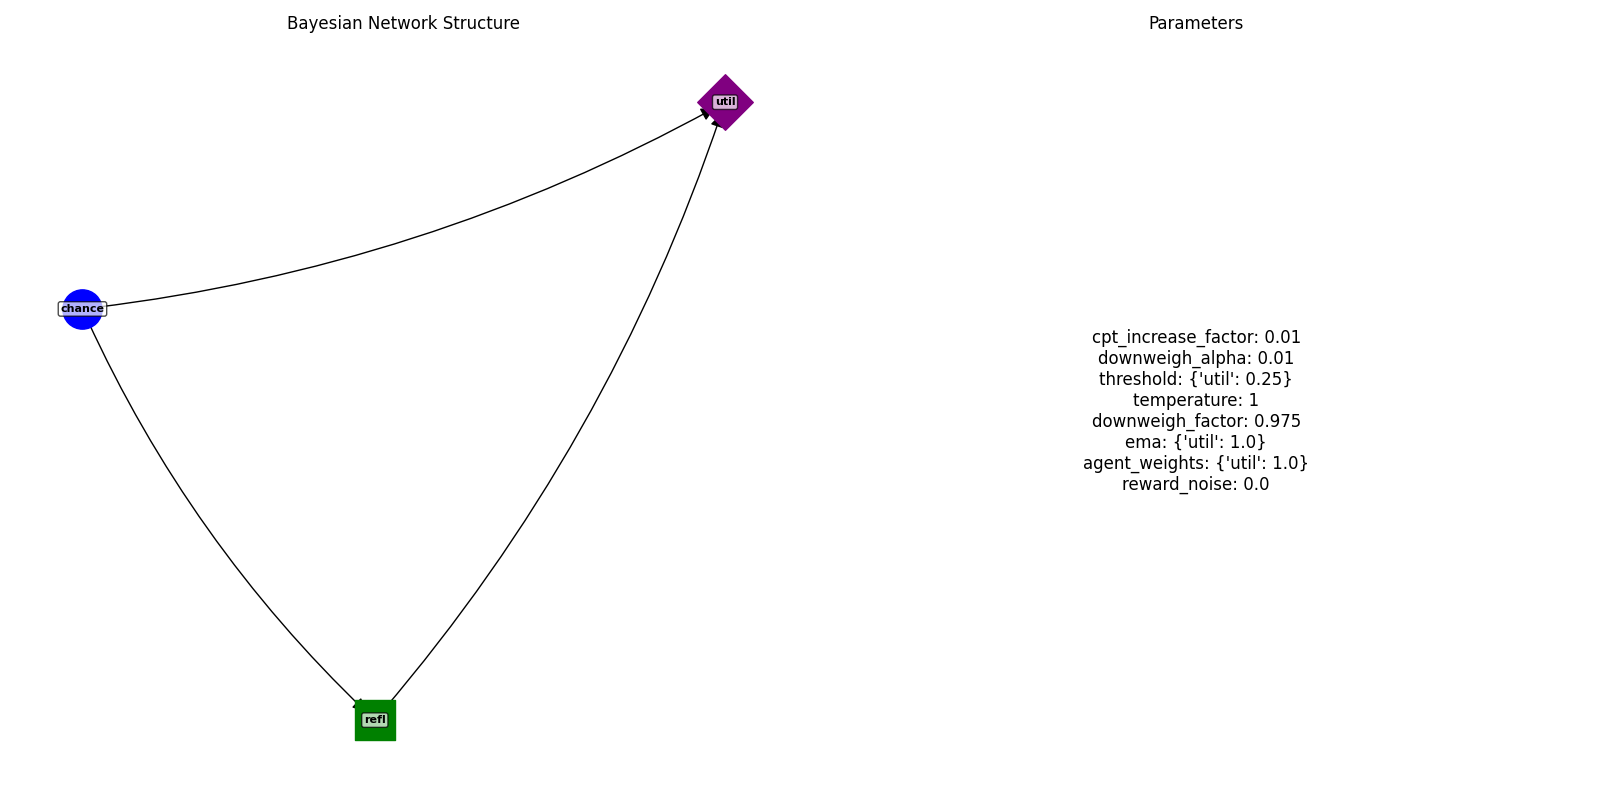 Bayesian Network Structure
util
chance
refl
Parameters
cpt_increase_factor: 0.01
downweigh_alpha: 0.01
threshold: {'util': 0.25}
temperature: 1
downweigh_factor: 0.975
ema: {'util': 1.0}
agent_weights: {'util': 1.0}
reward_noise: 0.0